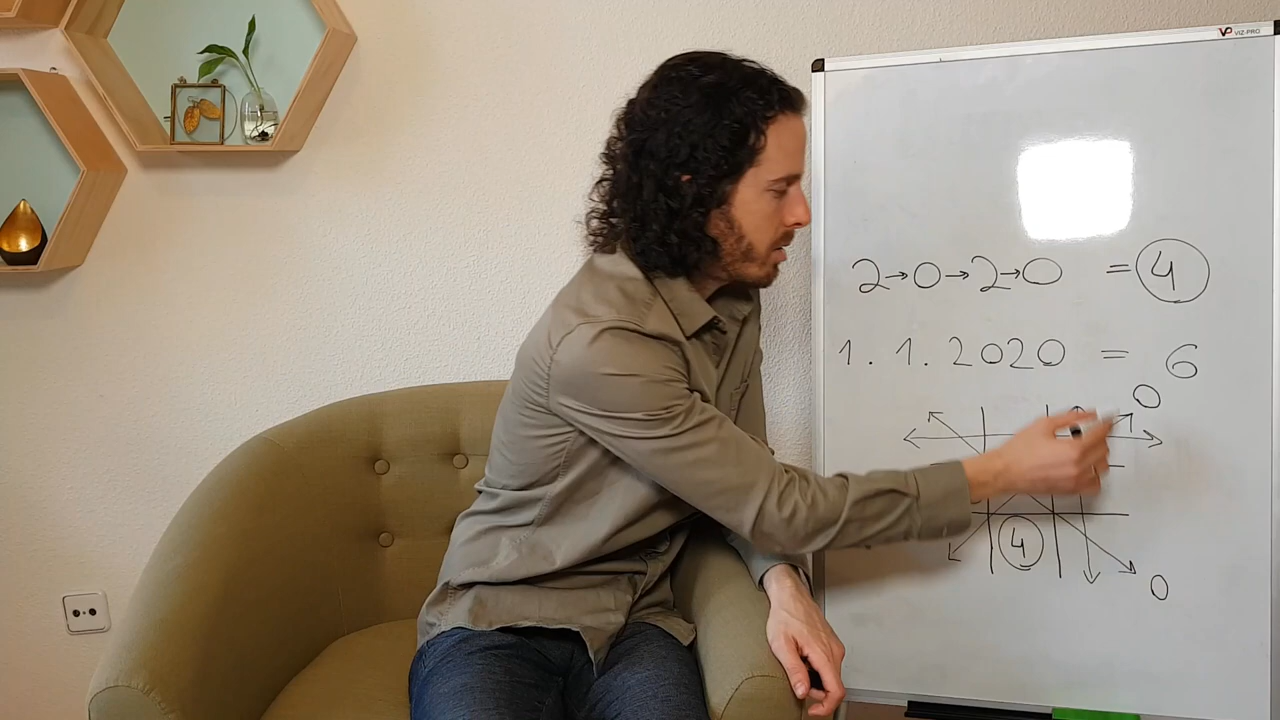 VIZ-PRO
2→0→2→0 = 4
1. 1. 2020 = 6
0
4
0